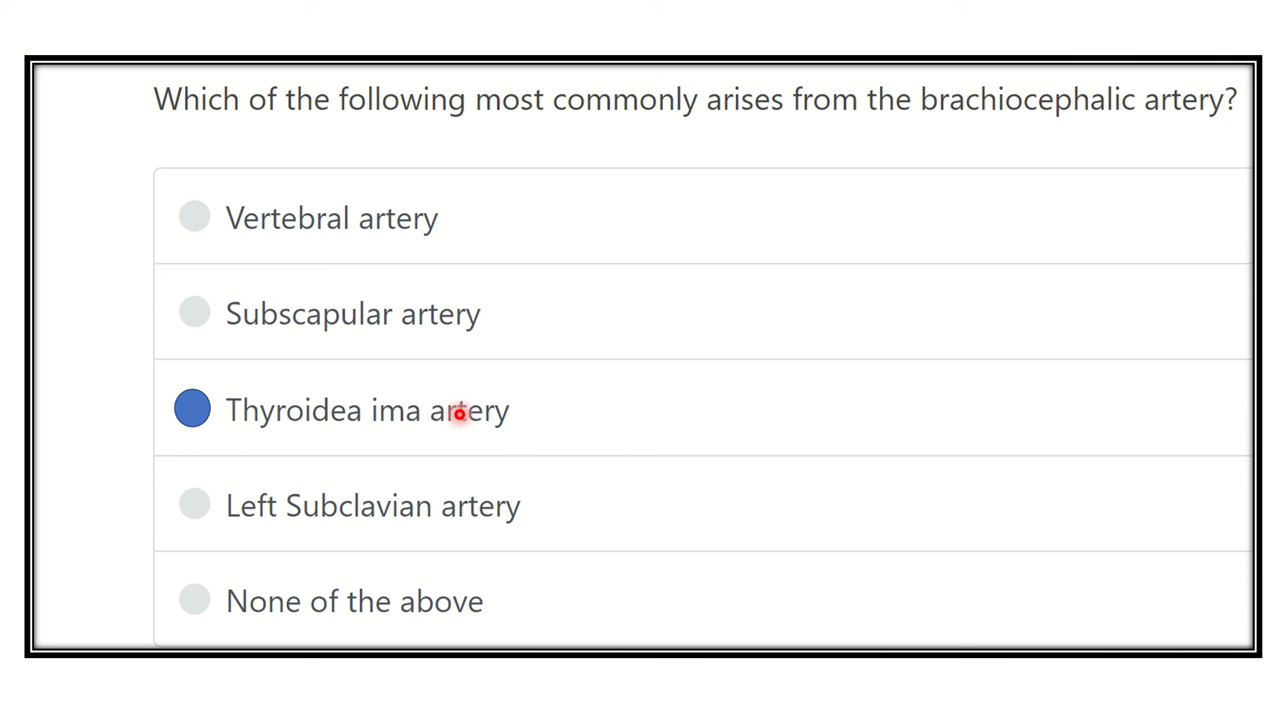 Which of the following most commonly arises from the brachiocephalic artery?
Vertebral artery
Subscapular artery
Thyroidea ima artery
Left Subclavian artery
None of the above